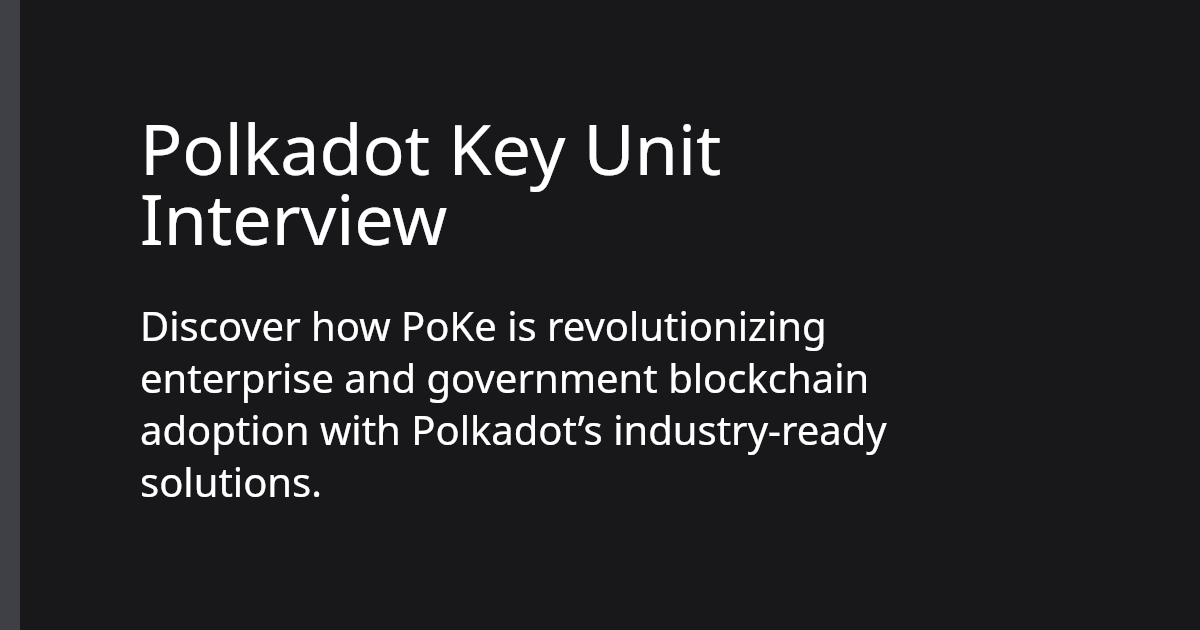 Polkadot Key Unit
Interview
Discover how PoKe is revolutionizing
enterprise and government blockchain
adoption with Polkadot’s industry-ready
solutions.